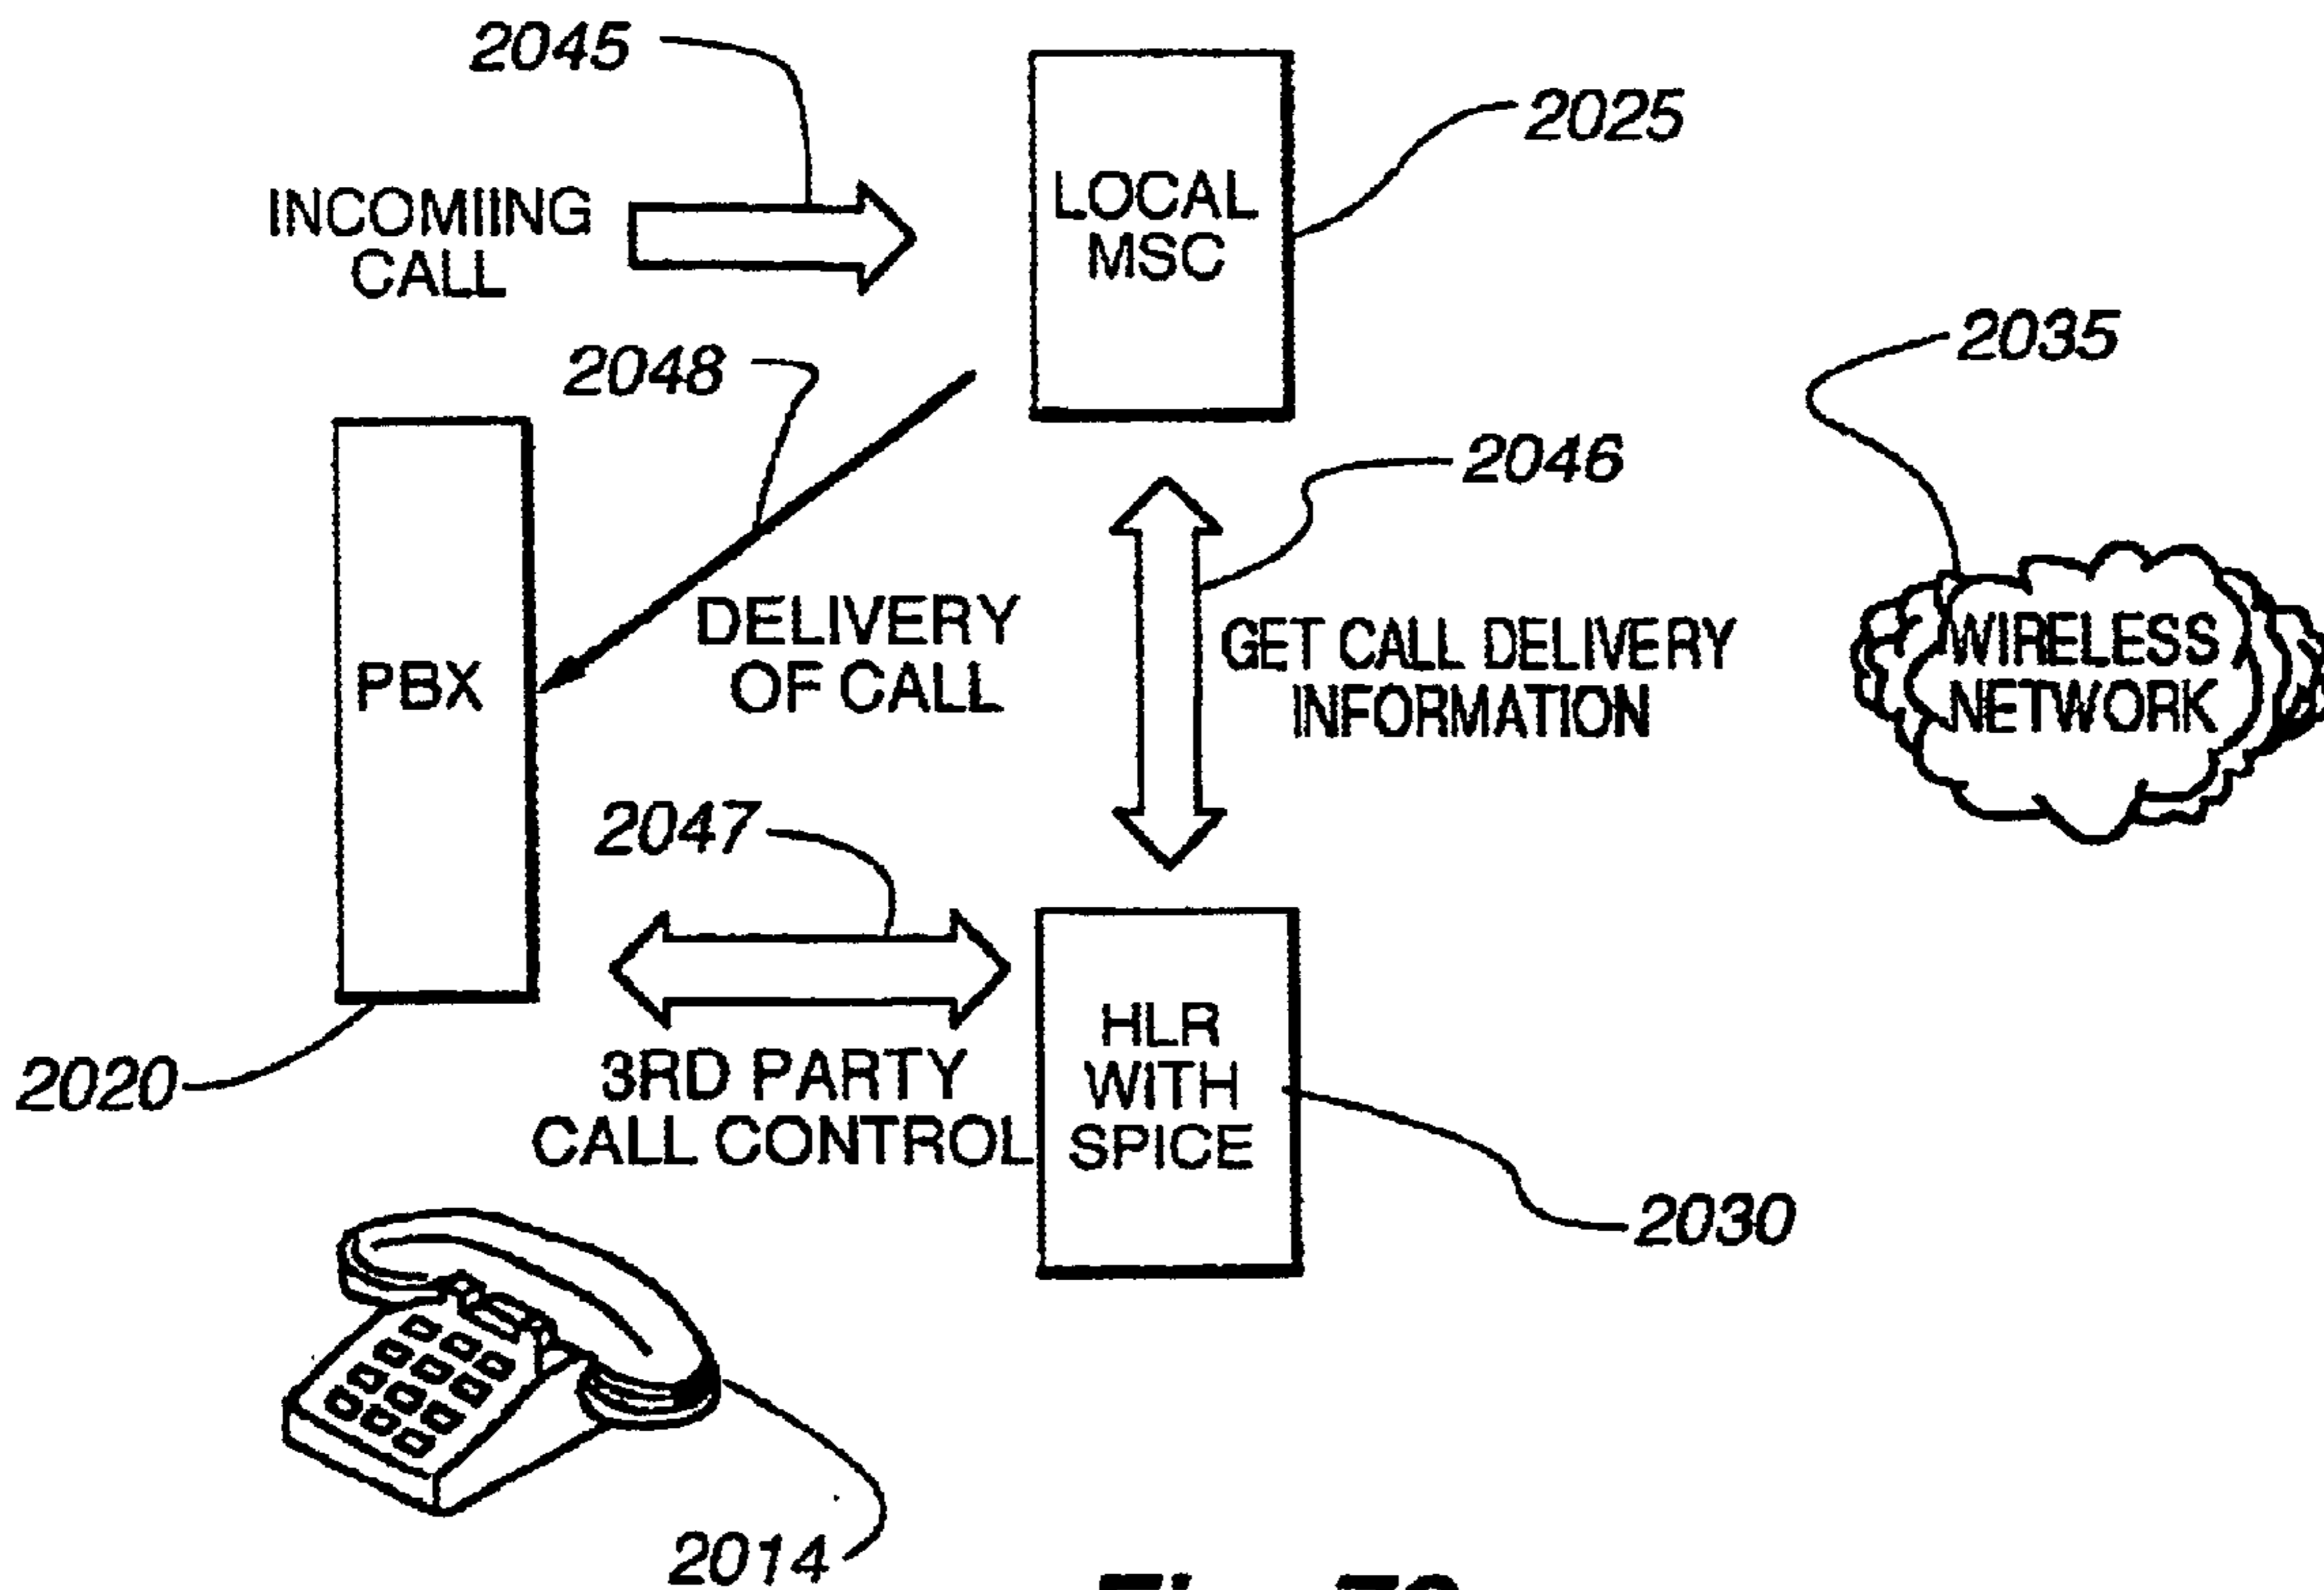 2045
2025
INCOMIING
CALL
LOCAL
MSC
2048
2035
2046
PBX
DELIVERY
OF CALL
GET CALL DELIVERY
INFORMATION
WIRELESS
NETWORK
2047
2020
3RD PARTY
CALL CONTROL
HLR
WITH
SPICE
2030
2014